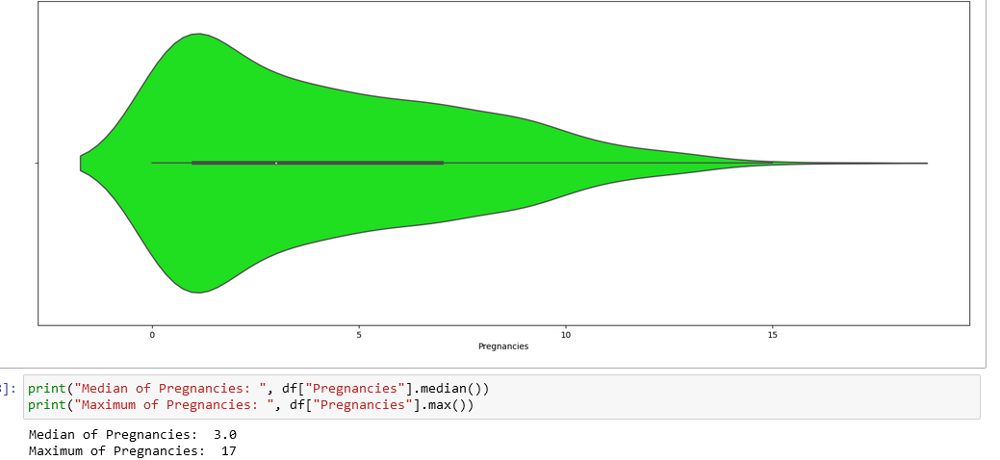 0 5 10 15
Pregnancies
]: print("Median of Pregnancies: ", df["Pregnancies"].median())
print("Maximum of Pregnancies: ", df["Pregnancies"].max())
Median of Pregnancies:  3.0
Maximum of Pregnancies:  17